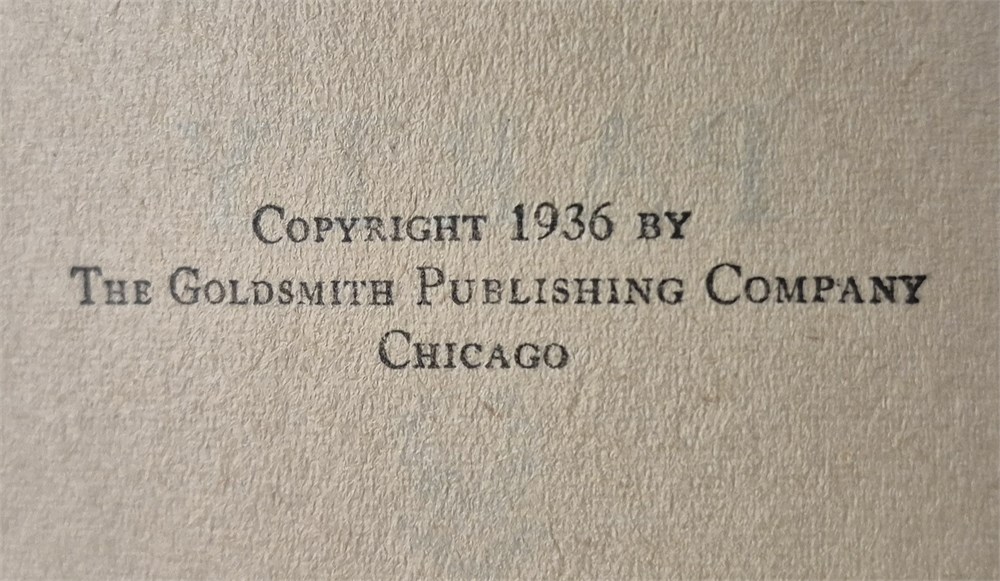 Copyright 1936 by
The Goldsmith Publishing Company
Chicago